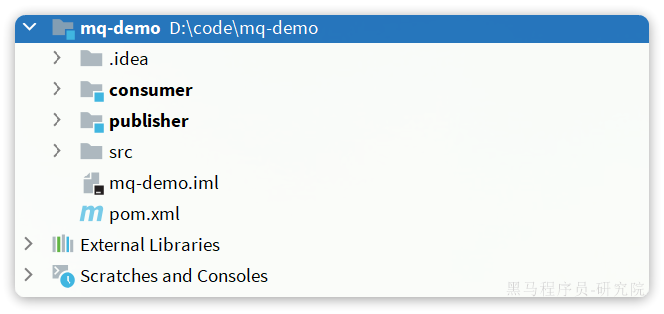 mq-demo D:\code\mq-demo
.idea
consumer
publisher
src
mq-demo.iml
pom.xml
External Libraries
Scratches and Consoles
黑马程序员-研究院